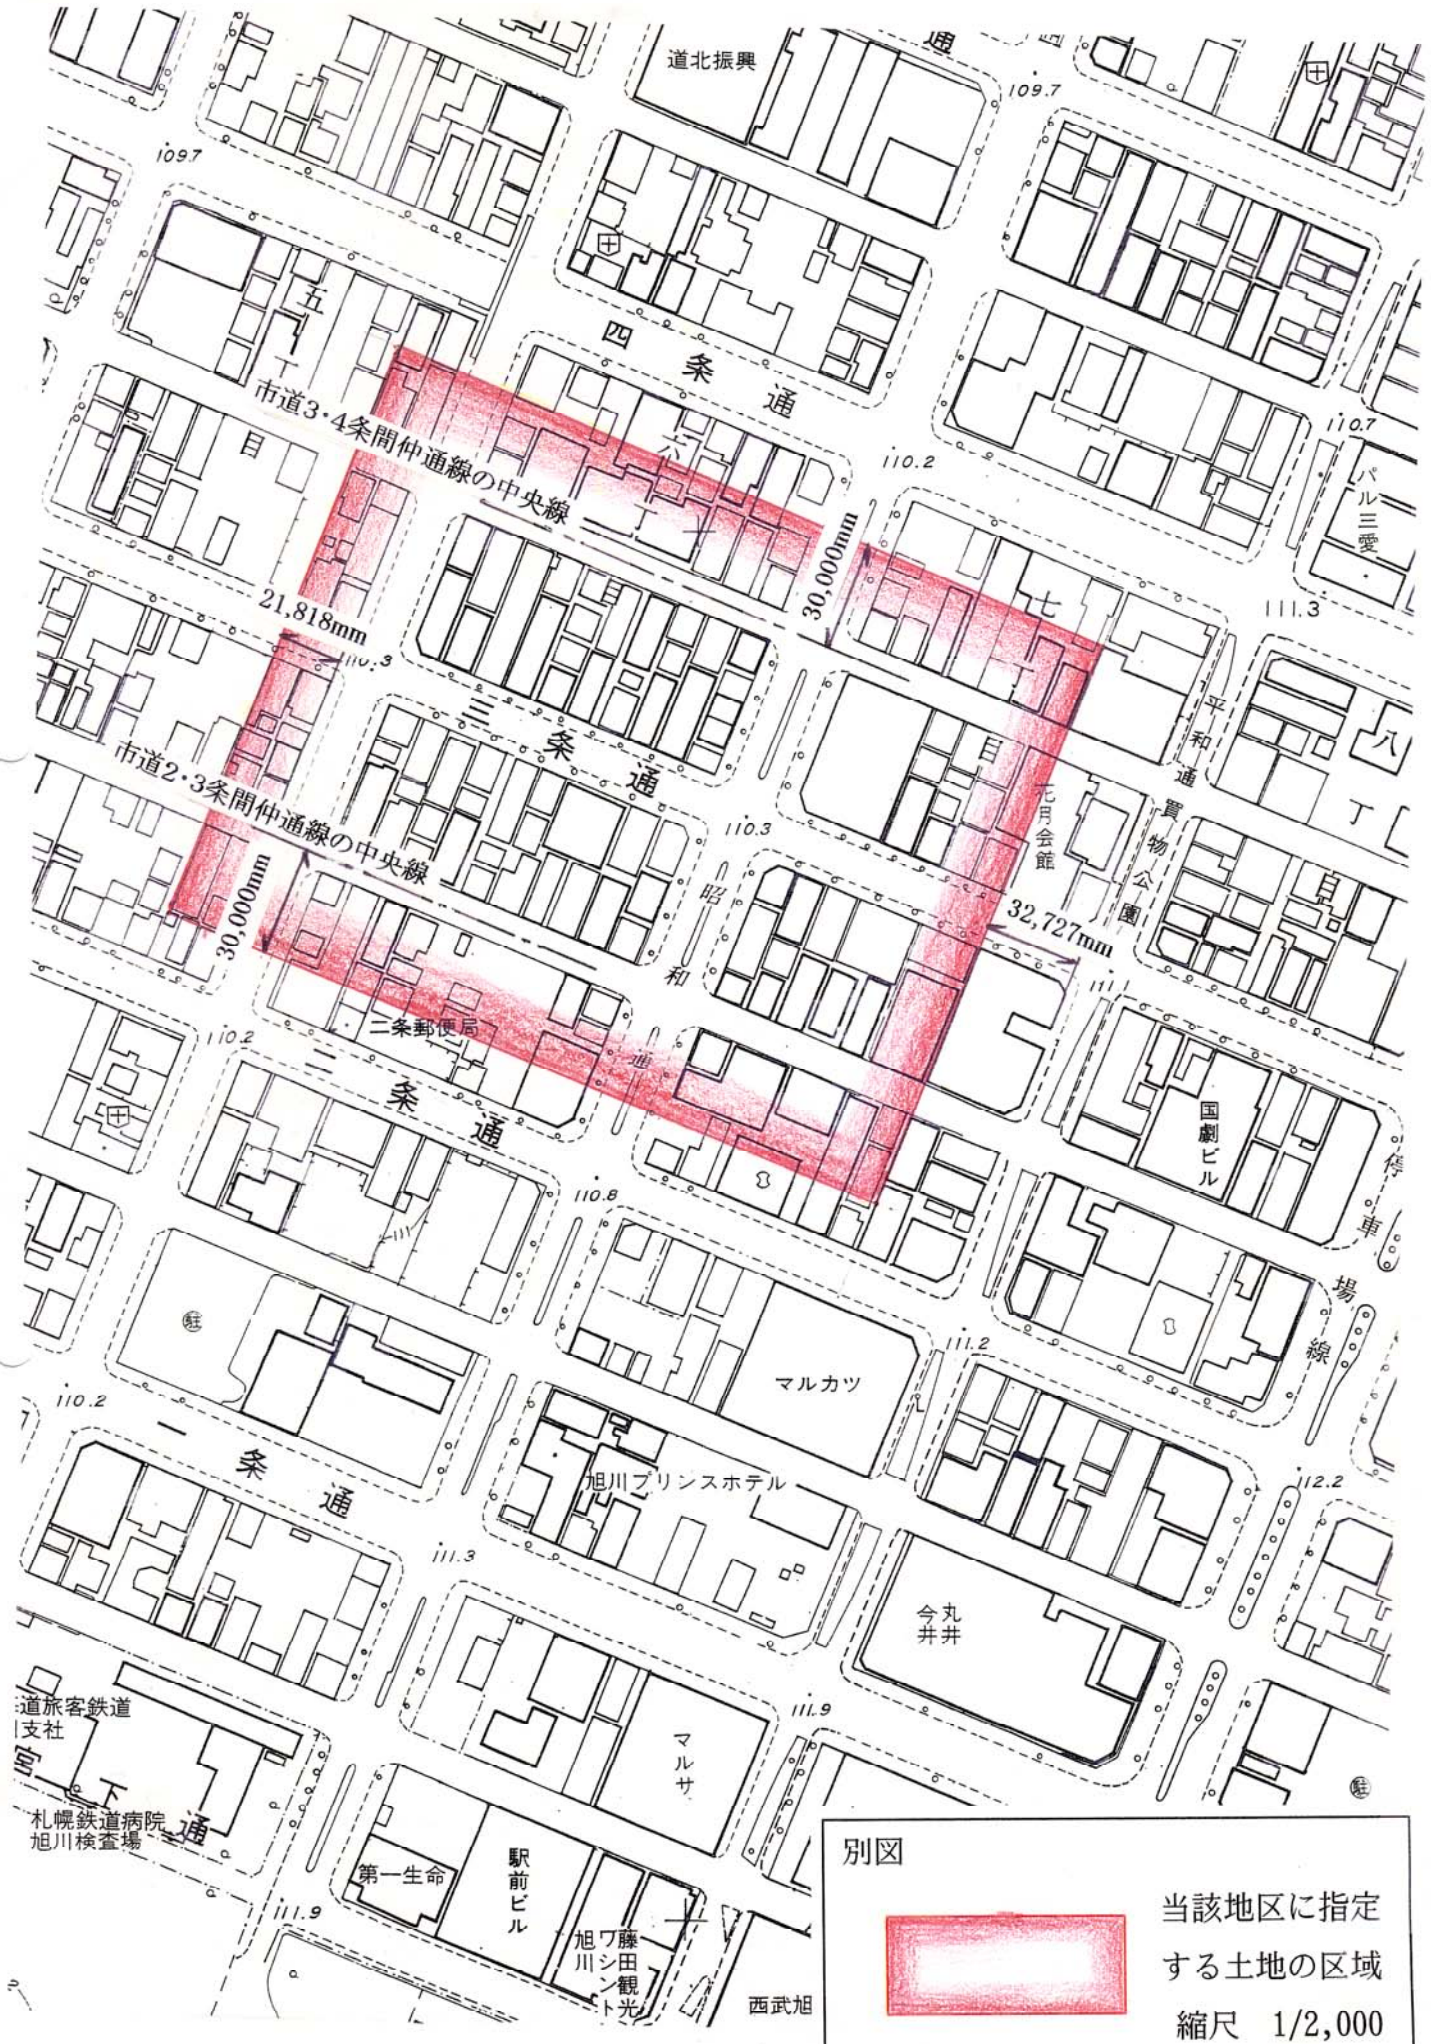 道北振興
通
109.7
109.7
五
丁
目
四条通
市道3・4条間仲通線の中央線
六
丁
目
110.2
110.7
パル三愛
30,000mm
七
丁
目
111.3
21,818mm
110.3
三条通
平和通買物公園
八
丁
目
花月会館
市道2・3条間仲通線の中央線
110.3
昭和通
30,000mm
32,727mm
111.1
二条郵便局
110.2
二条通
国劇ビル
停車場線
110.8
駐
111.2
マルカツ
110.2
一条通
旭川プリンスホテル
112.2
111.3
丸井
今井
道旅客鉄道
支社
宮下通
札幌鉄道病院
旭川検査場
マルサ
111.9
駐
第一生命
駅前ビル
111.9
藤田観光
ワシント
旭川
西武旭
別図
当該地区に指定
する土地の区域
縮尺 1/2,000